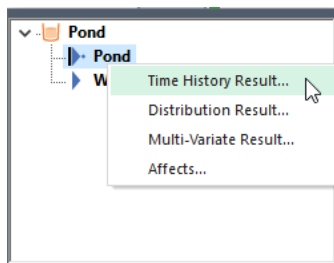 Pond
Pond
W
Time History Result...
Distribution Result...
Multi-Variate Result...
Affects...